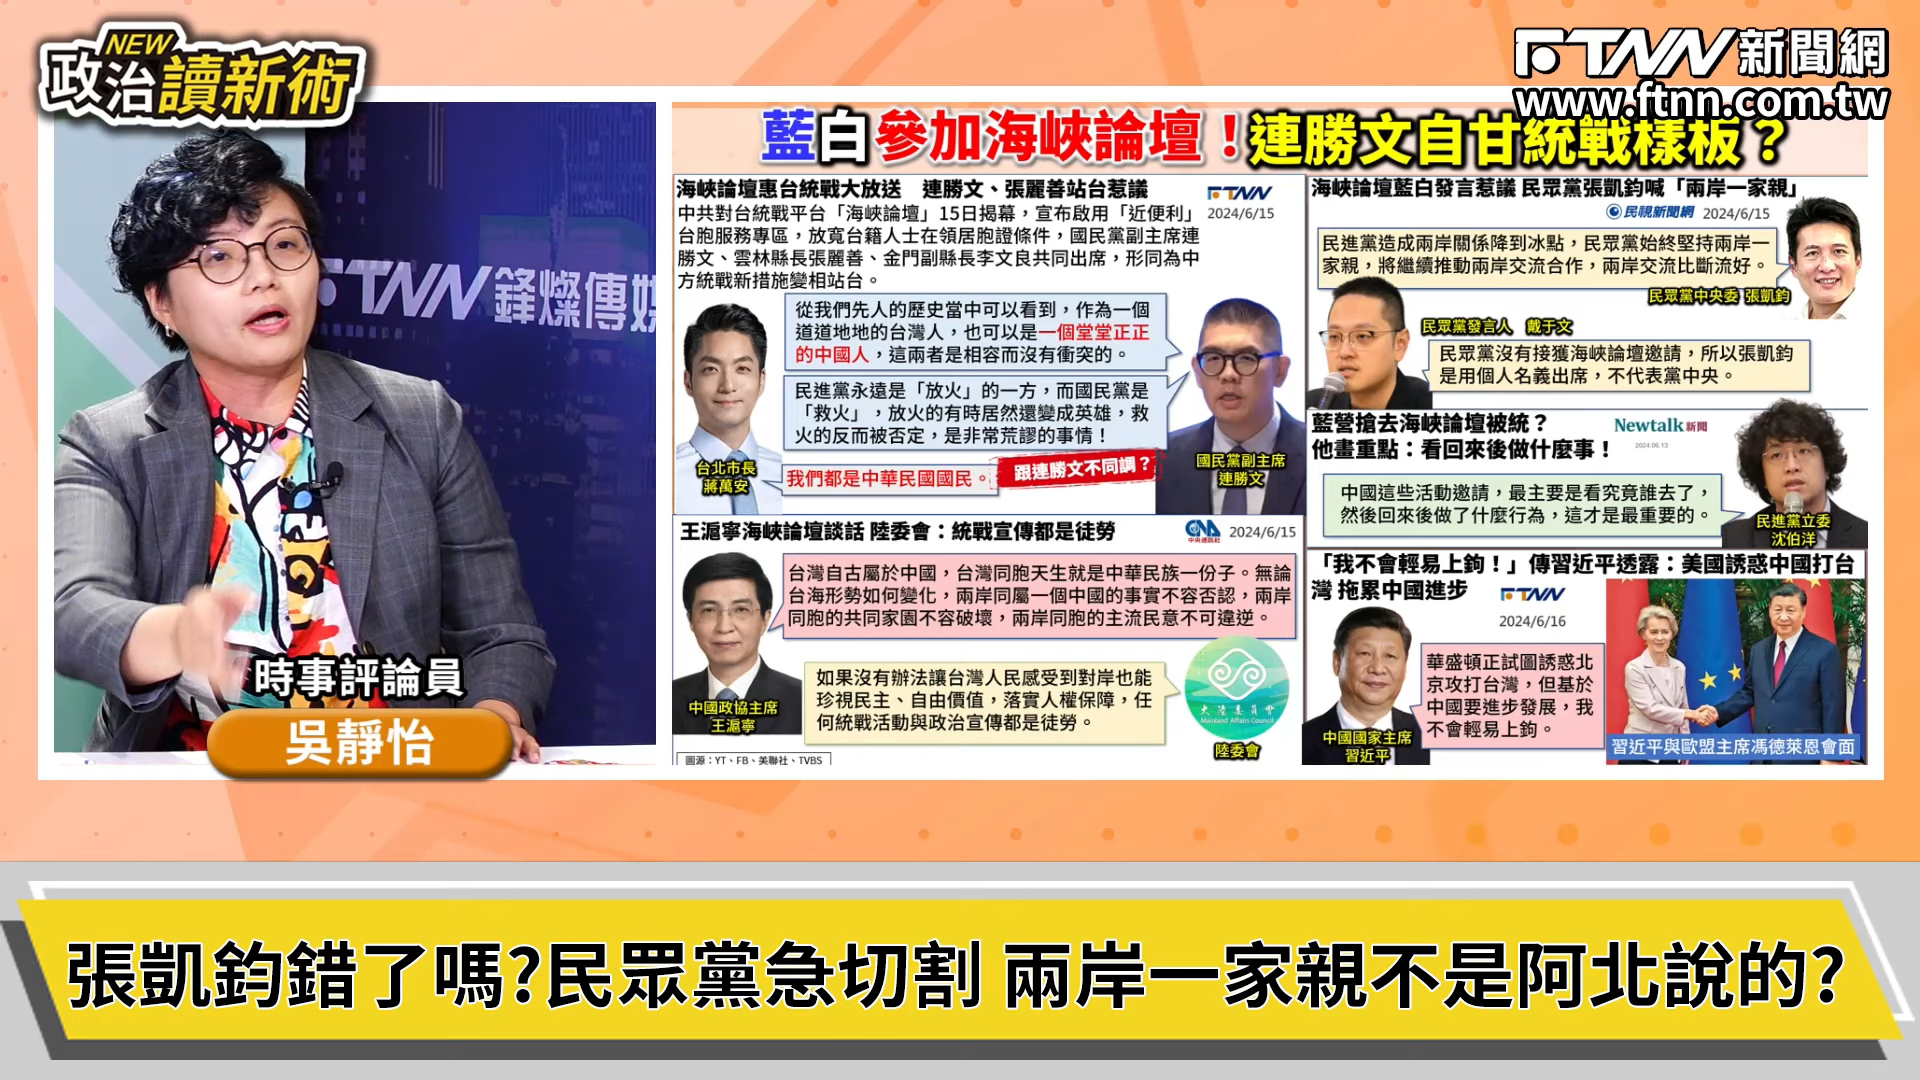 NEW
政治讀新術
FTNN新聞網
www.ftnn.com.tw
FTNN 鋒燦傳媒
時事評論員
吳靜怡
藍白參加海峽論壇！連勝文自甘統戰樣板？
海峽論壇惠台統戰大放送 連勝文、張麗善站台惹議
FTNN
2024/6/15
中共對台統戰平台「海峽論壇」15日揭幕，宣布啟用「近便利」
台胞服務專區，放寬台籍人士在領居胞證條件，國民黨副主席連
勝文、雲林縣長張麗善、金門副縣長李文良共同出席，形同為中
方統戰新措施變相站台。
從我們先人的歷史當中可以看到，作為一個
道道地地的台灣人，也可以是一個堂堂正正
的中國人，這兩者是相容而沒有衝突的。
民進黨永遠是「放火」的一方，而國民黨是
「救火」，放火的有時居然還變成英雄，救
火的反而被否定，是非常荒謬的事情！
國民黨副主席
連勝文
台北市長
蔣萬安
我們都是中華民國國民。
跟連勝文不同調？
王滬寧海峽論壇談話 陸委會：統戰宣傳都是徒勞
CNA
中央通訊社
2024/6/15
台灣自古屬於中國，台灣同胞天生就是中華民族一份子。無論
台海形勢如何變化，兩岸同屬一個中國的事實不容否認，兩岸
同胞的共同家園不容破壞，兩岸同胞的主流民意不可違逆。
中國政協主席
王滬寧
如果沒有辦法讓台灣人民感受到對岸也能
珍視民主、自由價值，落實人權保障，任
何統戰活動與政治宣傳都是徒勞。
大陸委員會
Mainland Affairs Council
陸委會
圖源：YT、FB、美聯社、TVBS
海峽論壇藍白發言惹議 民眾黨張凱鈞喊「兩岸一家親」
民視新聞網 2024/6/15
民進黨造成兩岸關係降到冰點，民眾黨始終堅持兩岸一
家親，將繼續推動兩岸交流合作，兩岸交流比斷流好。
民眾黨中央委 張凱鈞
民眾黨發言人 戴于文
民眾黨沒有接獲海峽論壇邀請，所以張凱鈞
是用個人名義出席，不代表黨中央。
藍營搶去海峽論壇被統？
他畫重點：看回來後做什麼事！
Newtalk新聞
2024.06.13
中國這些活動邀請，最主要是看究竟誰去了，
然後回來後做了什麼行為，這才是最重要的。
民進黨立委
沈伯洋
「我不會輕易上鉤！」傳習近平透露：美國誘惑中國打台
灣 拖累中國進步
FTNN
2024/6/16
華盛頓正試圖誘惑北
京攻打台灣，但基於
中國要進步發展，我
不會輕易上鉤。
中國國家主席
習近平
習近平與歐盟主席馮德萊恩會面
張凱鈞錯了嗎?民眾黨急切割 兩岸一家親不是阿北說的?